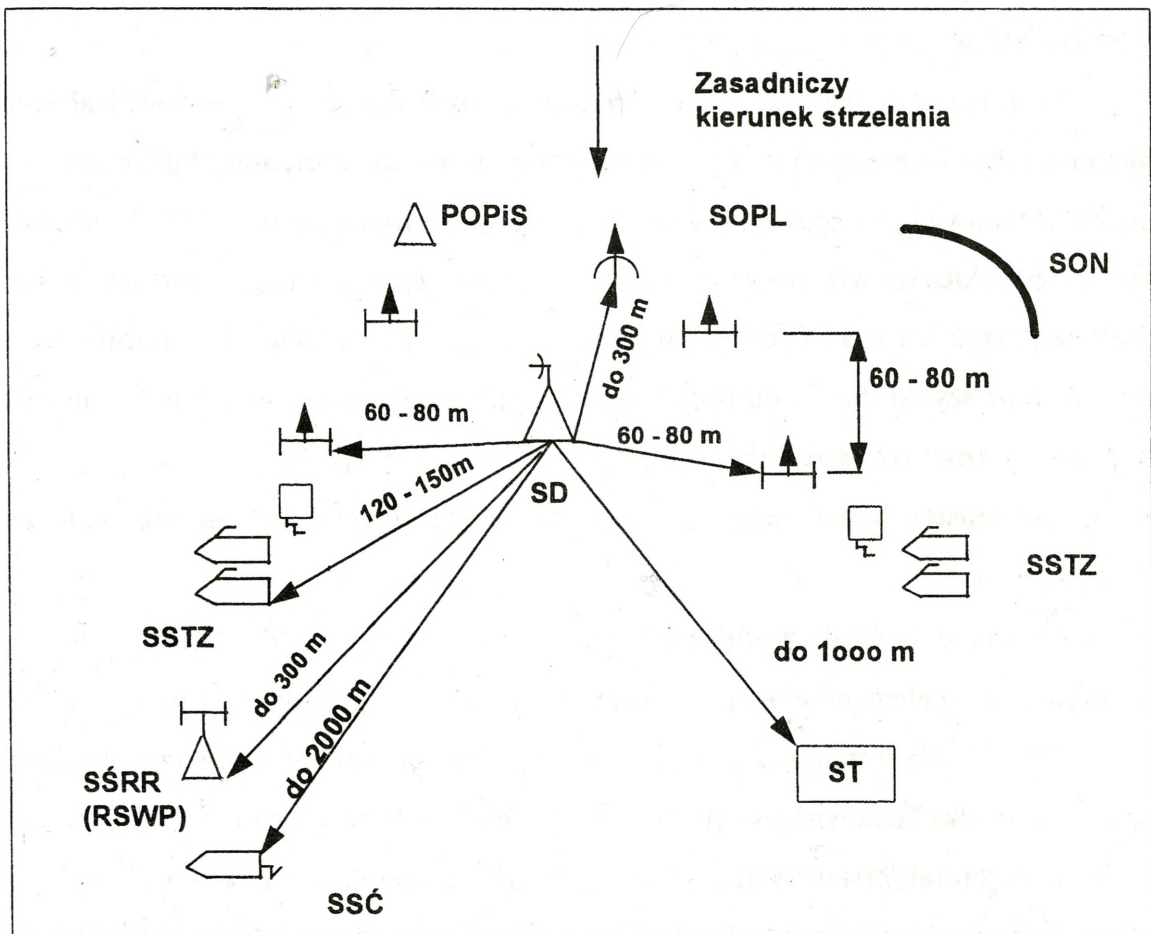 Zasadniczy
kierunek strzelania
POPiS
SOPL
SON
do 300 m
60 - 80 m
60 - 80 m
60 - 80 m
SD
120 - 150m
SSTZ
SSTZ
do 300 m
do 2000 m
do 1ooo m
SŚRR
(RSWP)
ST
SSĆ